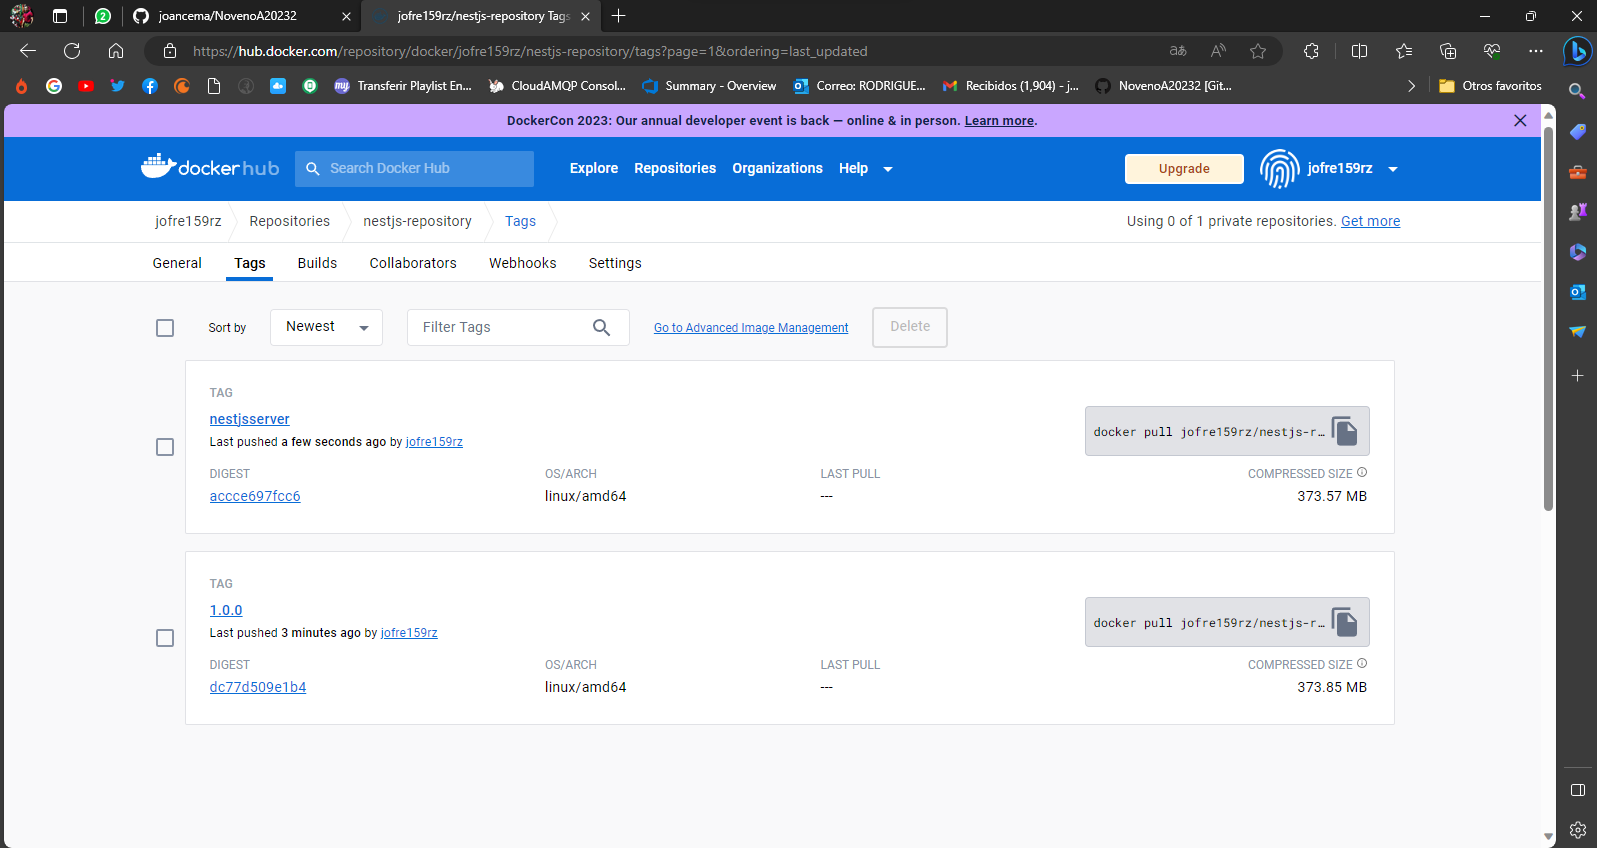 joancema/NovenoA20232
jofre159rz/nestjs-repository Tags
https://hub.docker.com/repository/docker/jofre159rz/nestjs-repository/tags?page=1&ordering=last_updated
Transferir Playlist En...
CloudAMQP Consol...
Summary - Overview
Correo: RODRIGUE...
Recibidos (1,904) - j...
NovenoA20232 [Git...
Otros favoritos
DockerCon 2023: Our annual developer event is back — online & in person. Learn more.
dockerhub
Search Docker Hub
Explore
Repositories
Organizations
Help
Upgrade
jofre159rz
jofre159rz
Repositories
nestjs-repository
Tags
Using 0 of 1 private repositories. Get more
General
Tags
Builds
Collaborators
Webhooks
Settings
Sort by
Newest
Filter Tags
Go to Advanced Image Management
Delete
TAG
nestjsserver
Last pushed a few seconds ago by jofre159rz
docker pull jofre159rz/nestjs-r…
DIGEST
OS/ARCH
LAST PULL
COMPRESSED SIZE
accce697fcc6
linux/amd64
---
373.57 MB
TAG
1.0.0
Last pushed 3 minutes ago by jofre159rz
docker pull jofre159rz/nestjs-r…
DIGEST
OS/ARCH
LAST PULL
COMPRESSED SIZE
dc77d509e1b4
linux/amd64
---
373.85 MB